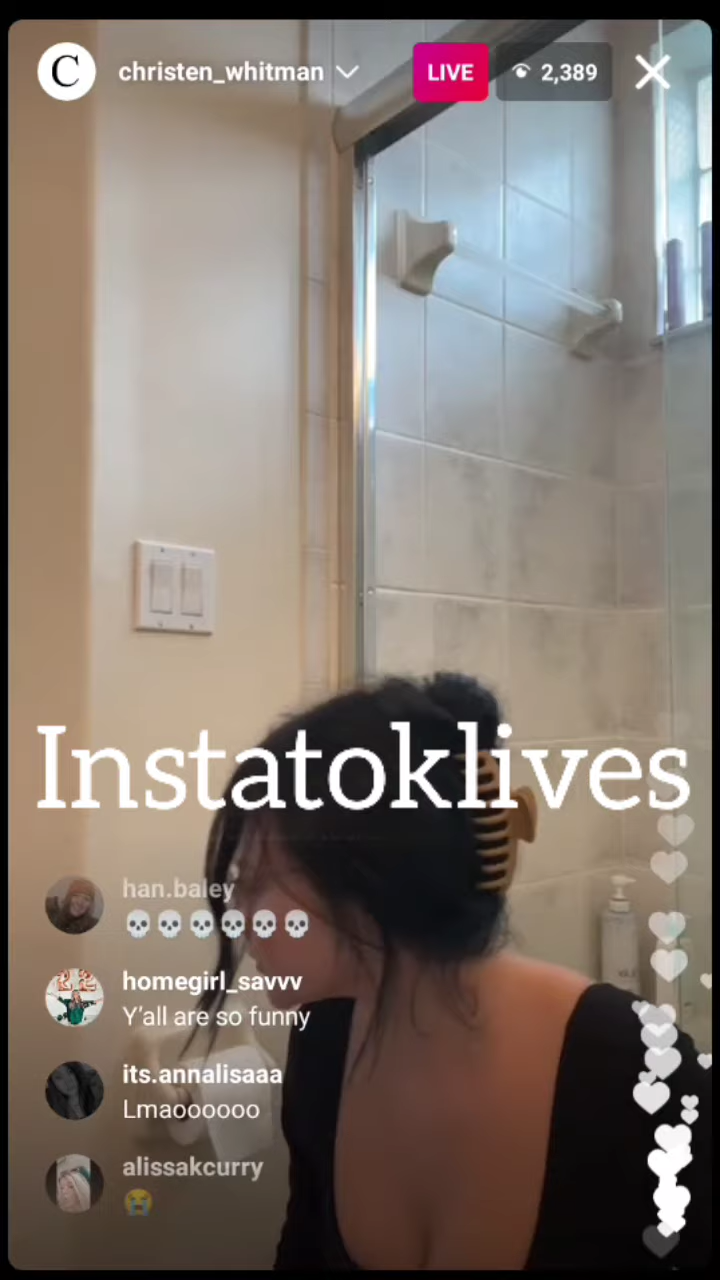 C christen_whitman LIVE 2,389
Instatoklives
han.baley
💀💀💀💀💀💀
homegirl_savvv
Y'all are so funny
its.annalisaaa
Lmaoooooo
alissakcurry
😭